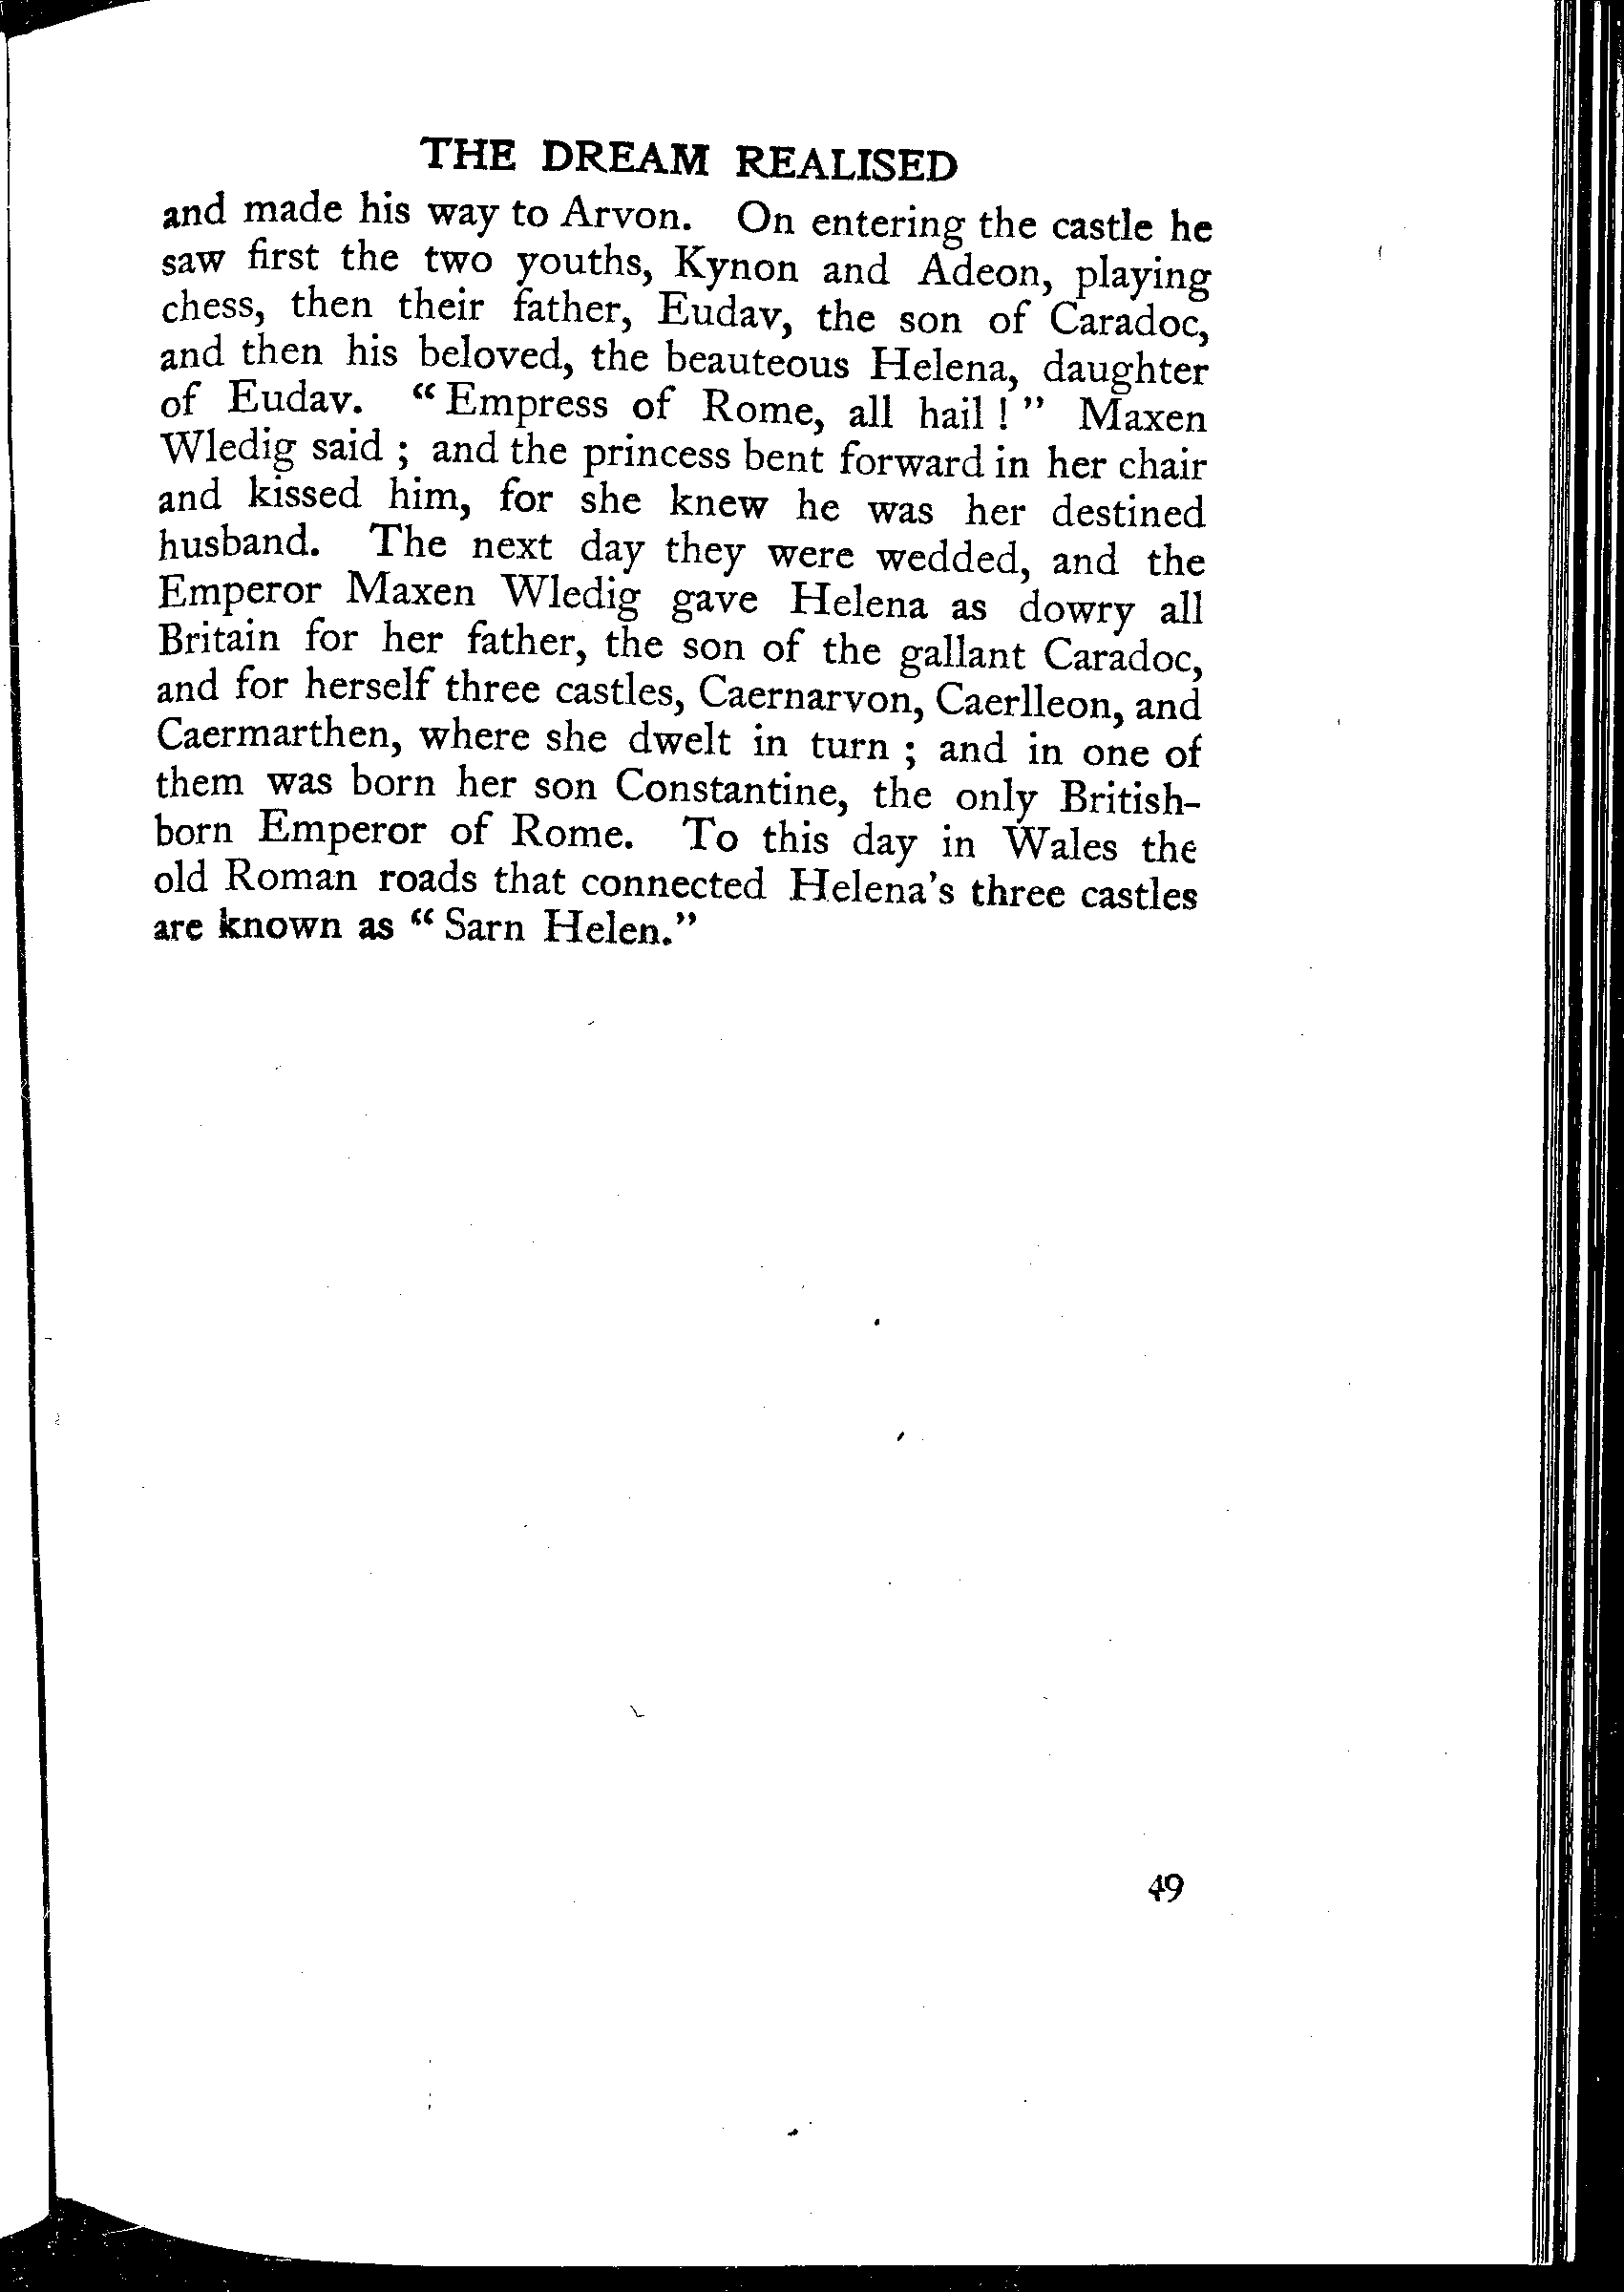 THE DREAM REALISED
and made his way to Arvon. On entering the castle he
saw first the two youths, Kynon and Adeon, playing
chess, then their father, Eudav, the son of Caradoc,
and then his beloved, the beauteous Helena, daughter
of Eudav. “Empress of Rome, all hail ! ” Maxen
Wledig said ; and the princess bent forward in her chair
and kissed him, for she knew he was her destined
husband. The next day they were wedded, and the
Emperor Maxen Wledig gave Helena as dowry all
Britain for her father, the son of the gallant Caradoc,
and for herself three castles, Caernarvon, Caerlleon, and
Caermarthen, where she dwelt in turn ; and in one of
them was born her son Constantine, the only British-
born Emperor of Rome. To this day in Wales the
old Roman roads that connected Helena’s three castles
are known as “ Sarn Helen.”
49